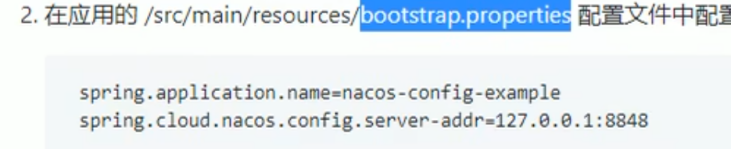 2. 在应用的 /src/main/resources/bootstrap.properties 配置文件中配置
spring.application.name=nacos-config-example
spring.cloud.nacos.config.server-addr=127.0.0.1:8848